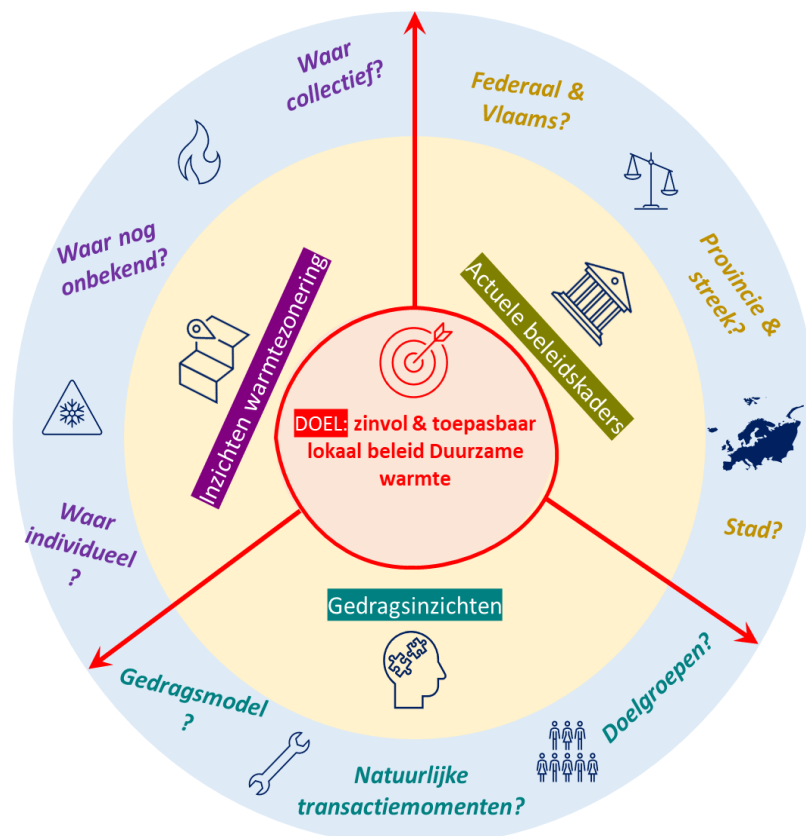 Waar
collectief?
Federaal &
Vlaams?
Waar nog
onbekend?
Provincie &
streek?
Inzichten warmtezonering
Actuele beleidskaders
DOEL: zinvol & toepasbaar
lokaal beleid Duurzame
warmte
Waar
individueel
?
Stad?
Gedragsinzichten
Gedragsmodel
?
Doelgroepen?
Natuurlijke
transactiemomenten?